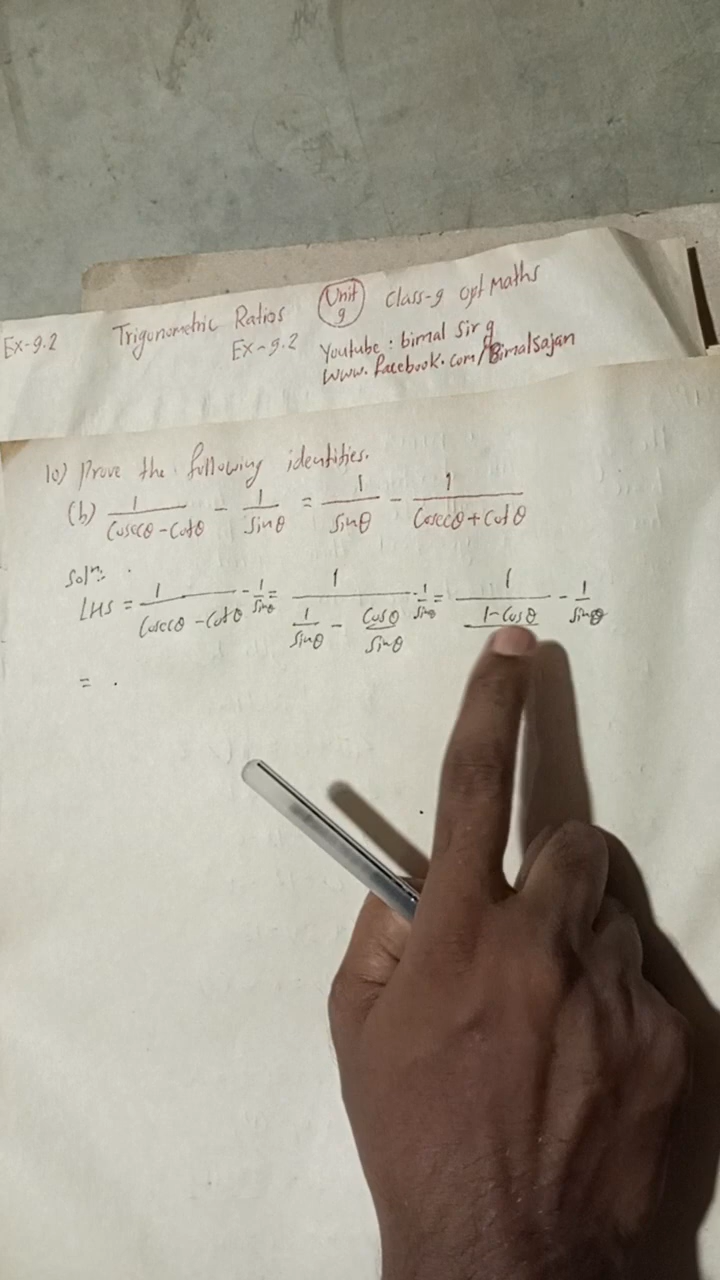 Ex-9.2 Trigonometric Ratios Unit 9 Class-9 Opt Maths
Ex-9.2 Youtube: bimal Sir g
www.facebook.com/Bimalsajan
10) Prove the following identities.
(h) 1/(Cosecθ-Cotθ) - 1/Sinθ = 1/Sinθ - 1/(Cosecθ+Cotθ)
Solⁿ:
LHS = 1/(Cosecθ-Cotθ) - 1/Sinθ = 1/(1/Sinθ - Cosθ/Sinθ) - 1/Sinθ = 1/(1-Cosθ/) - 1/Sinθ
=